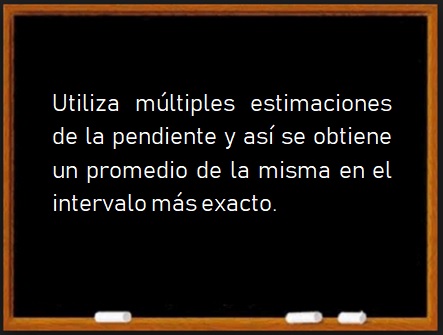 Utiliza múltiples estimaciones
de la pendiente y así se obtiene
un promedio de la misma en el
intervalo más exacto.